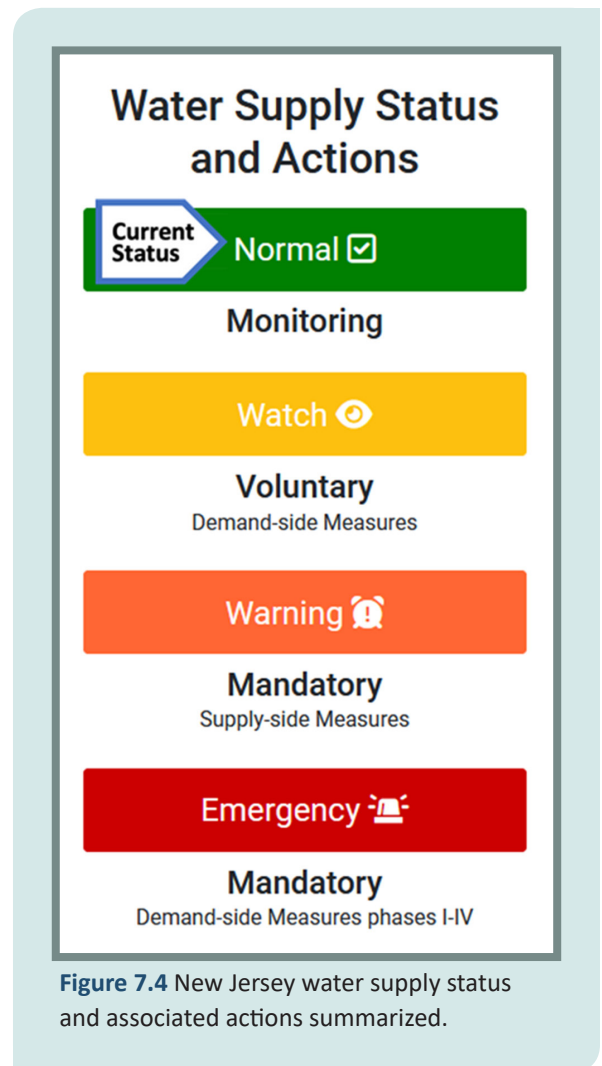 Water Supply Status
and Actions
Current
Status
Normal
Monitoring
Watch
Voluntary
Demand-side Measures
Warning
Mandatory
Supply-side Measures
Emergency
Mandatory
Demand-side Measures phases I-IV
Figure 7.4 New Jersey water supply status
and associated actions summarized.